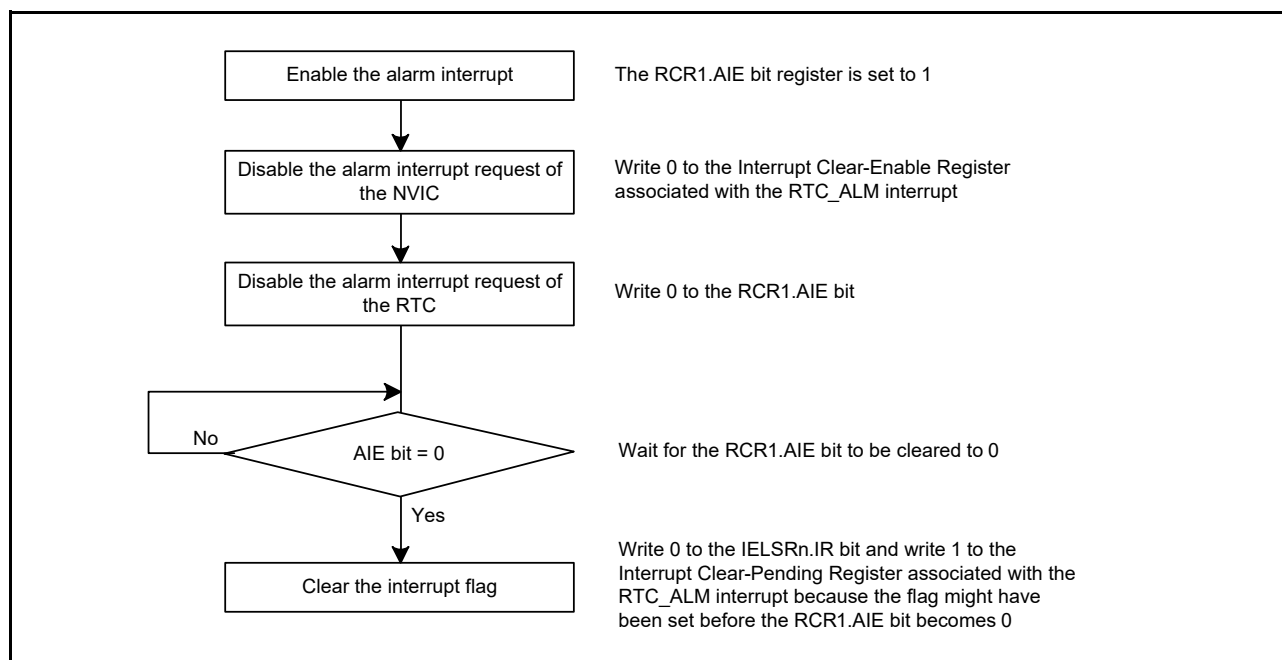 Enable the alarm interrupt
The RCR1.AIE bit register is set to 1
Disable the alarm interrupt request of
the NVIC
Write 0 to the Interrupt Clear-Enable Register
associated with the RTC_ALM interrupt
Disable the alarm interrupt request of
the RTC
Write 0 to the RCR1.AIE bit
No
AIE bit = 0
Wait for the RCR1.AIE bit to be cleared to 0
Yes
Clear the interrupt flag
Write 0 to the IELSRn.IR bit and write 1 to the
Interrupt Clear-Pending Register associated with the
RTC_ALM interrupt because the flag might have
been set before the RCR1.AIE bit becomes 0